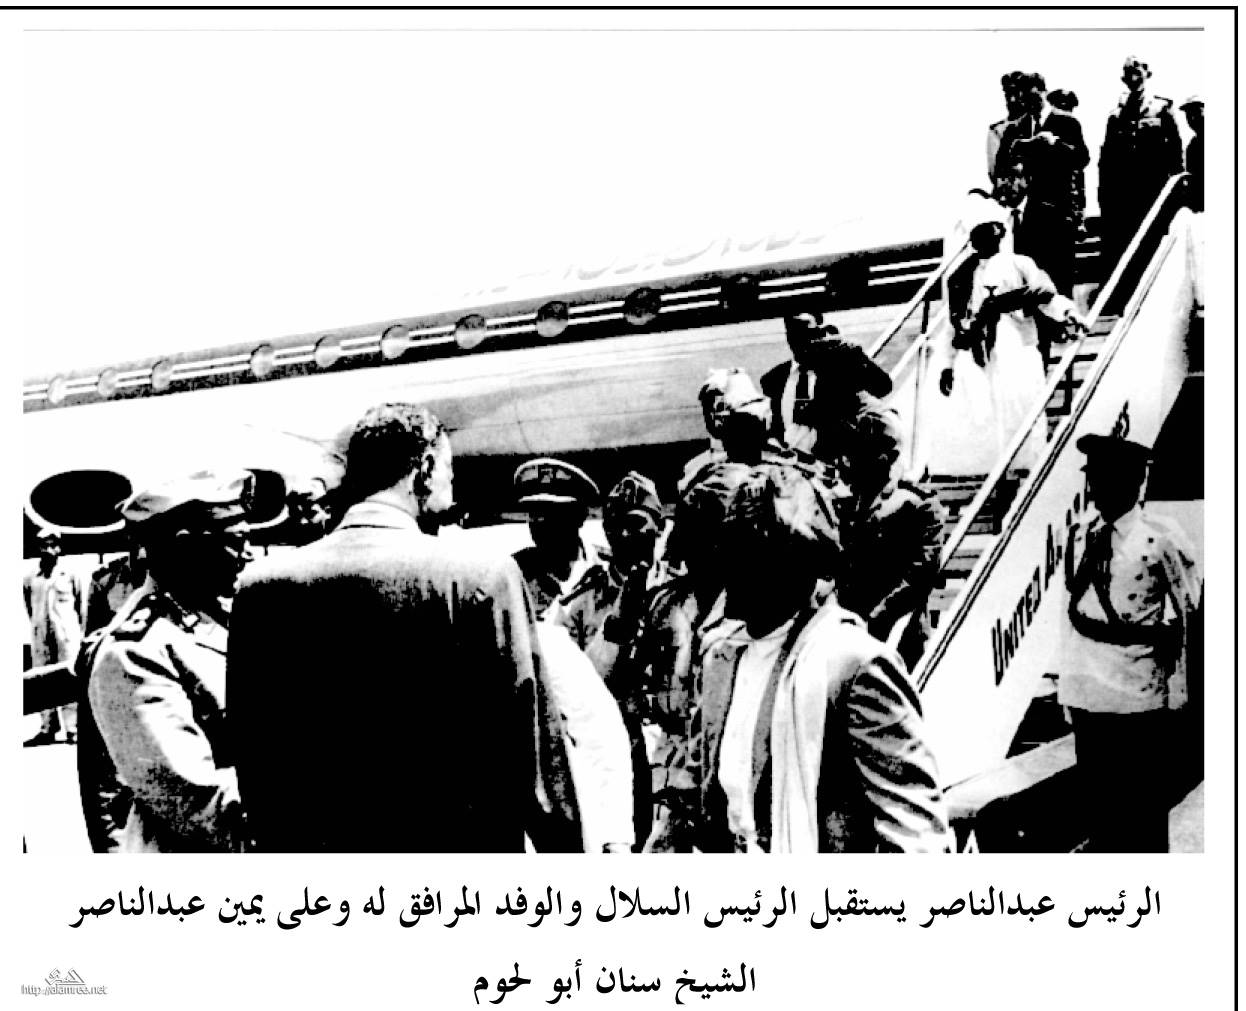 UNITED A
الرئيس عبدالناصر يستقبل الرئيس السلال والوفد المرافق له وعلى يمين عبدالناصر
الشيخ سنان أبو لحوم
http://alamree.net